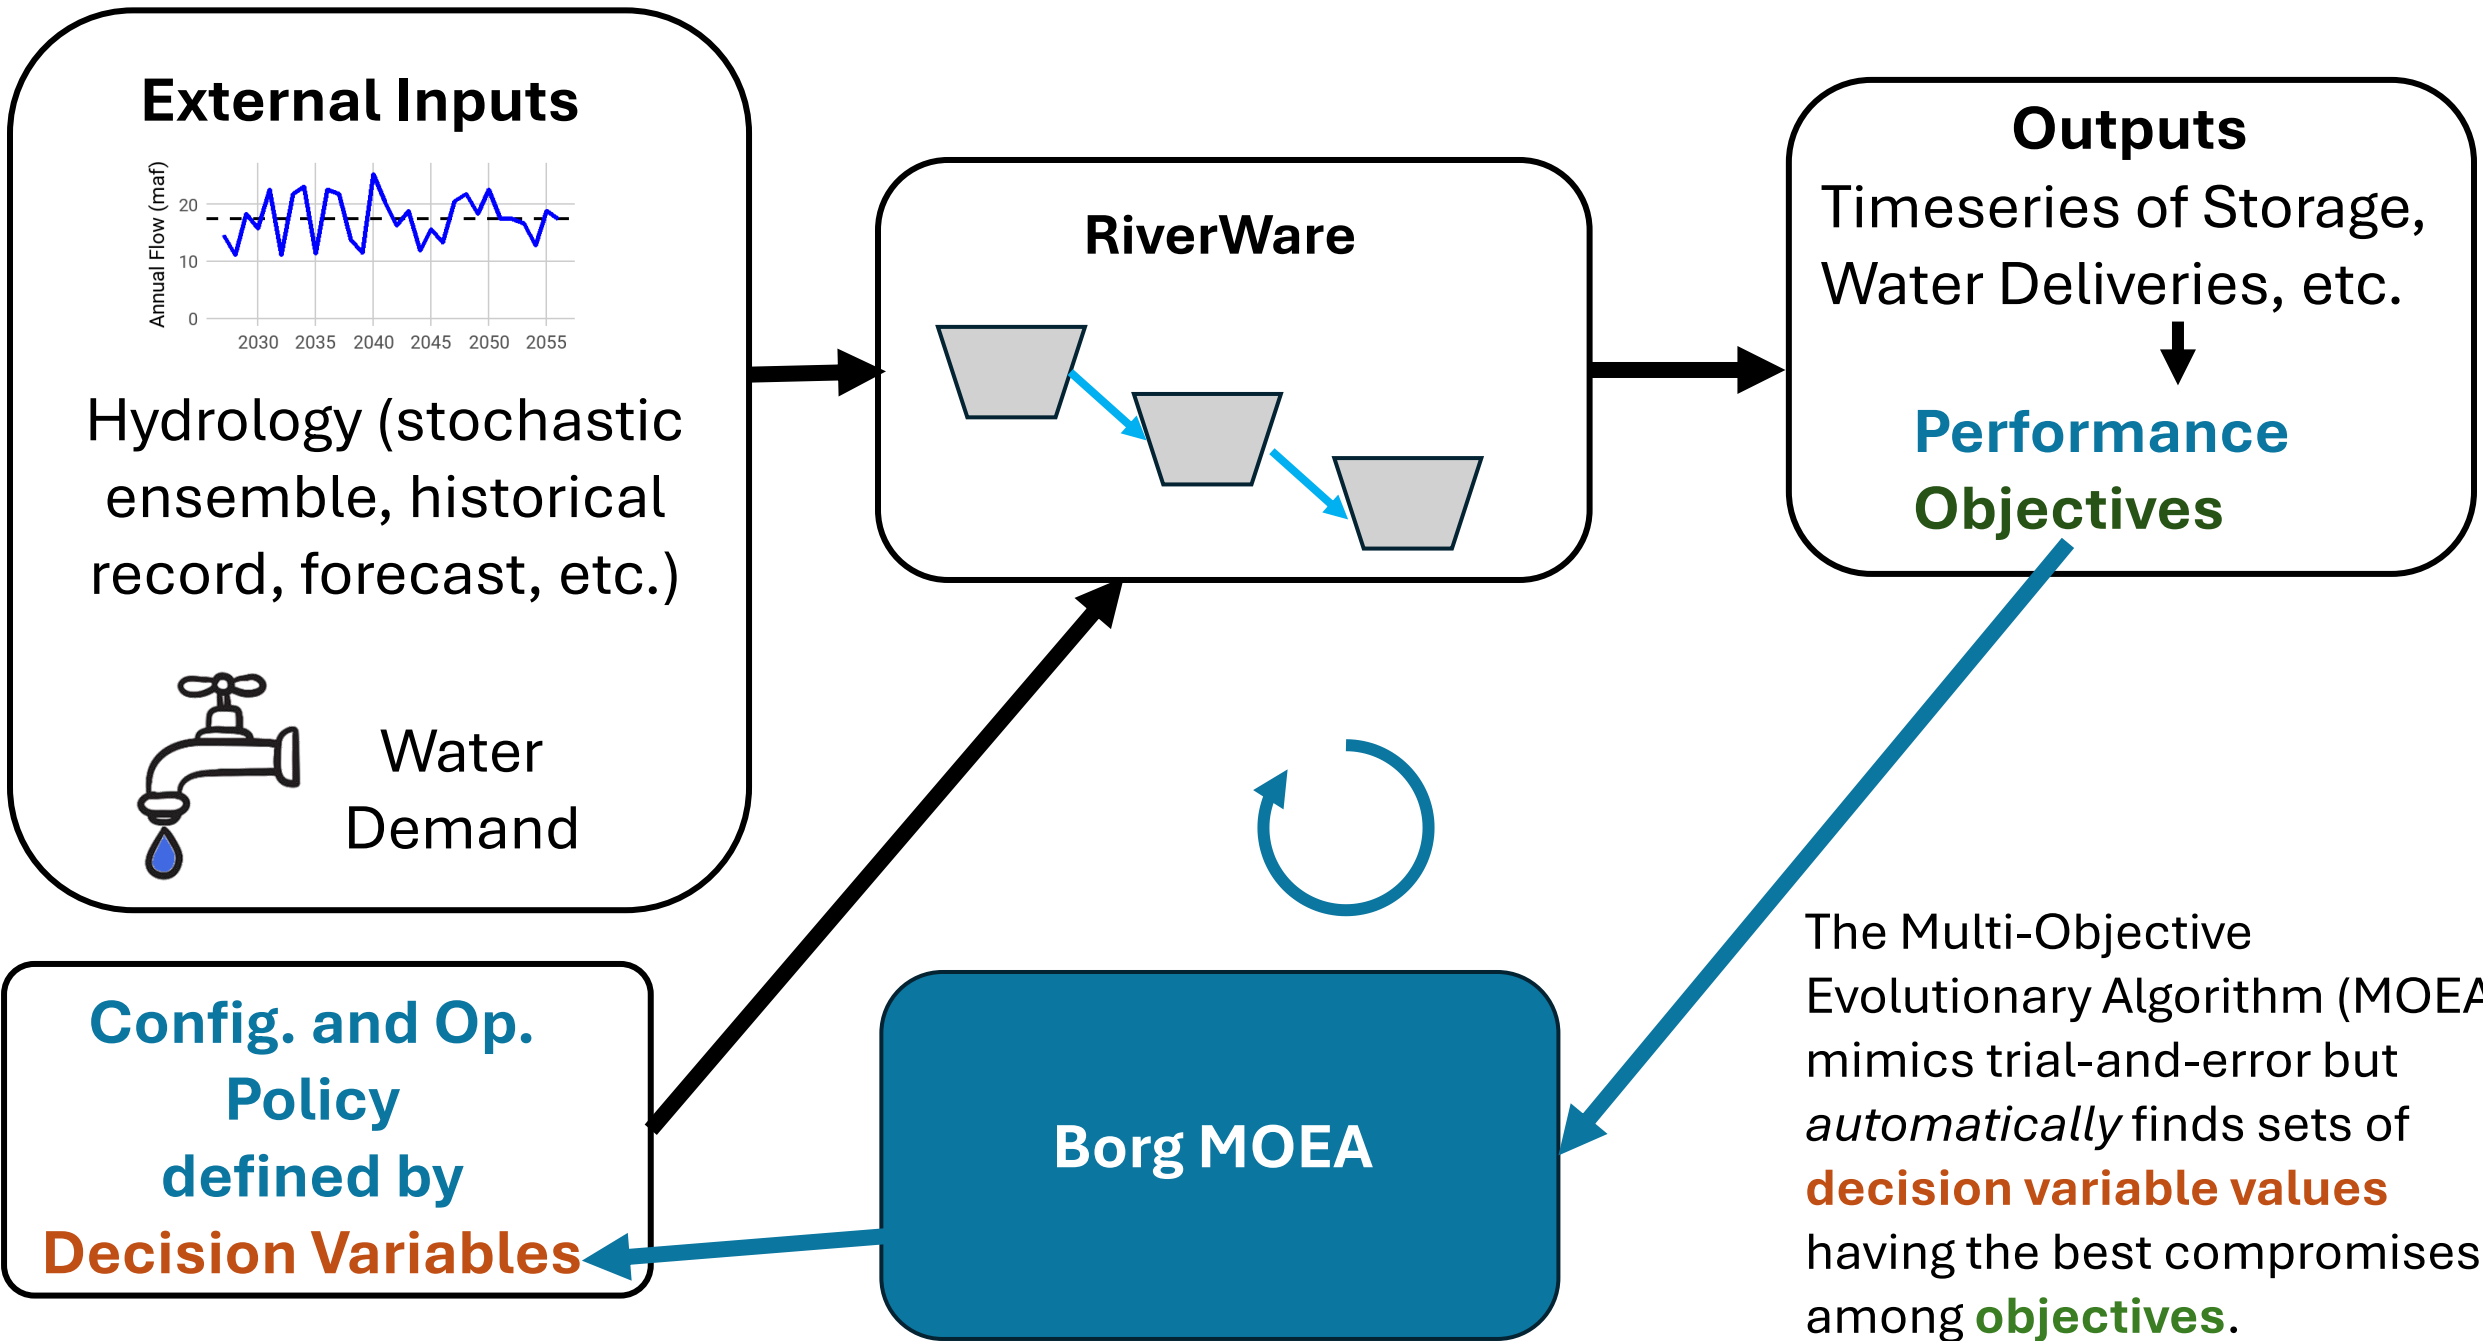 External Inputs
Annual Flow (maf)
20
10
0
2030 2035 2040 2045 2050 2055
Hydrology (stochastic
ensemble, historical
record, forecast, etc.)
Water
Demand
Config. and Op.
Policy
defined by
Decision Variables
RiverWare
Borg MOEA
Outputs
Timeseries of Storage,
Water Deliveries, etc.
Performance
Objectives
The Multi-Objective
Evolutionary Algorithm (MOEA
mimics trial-and-error but
automatically finds sets of
decision variable values
having the best compromises
among objectives.